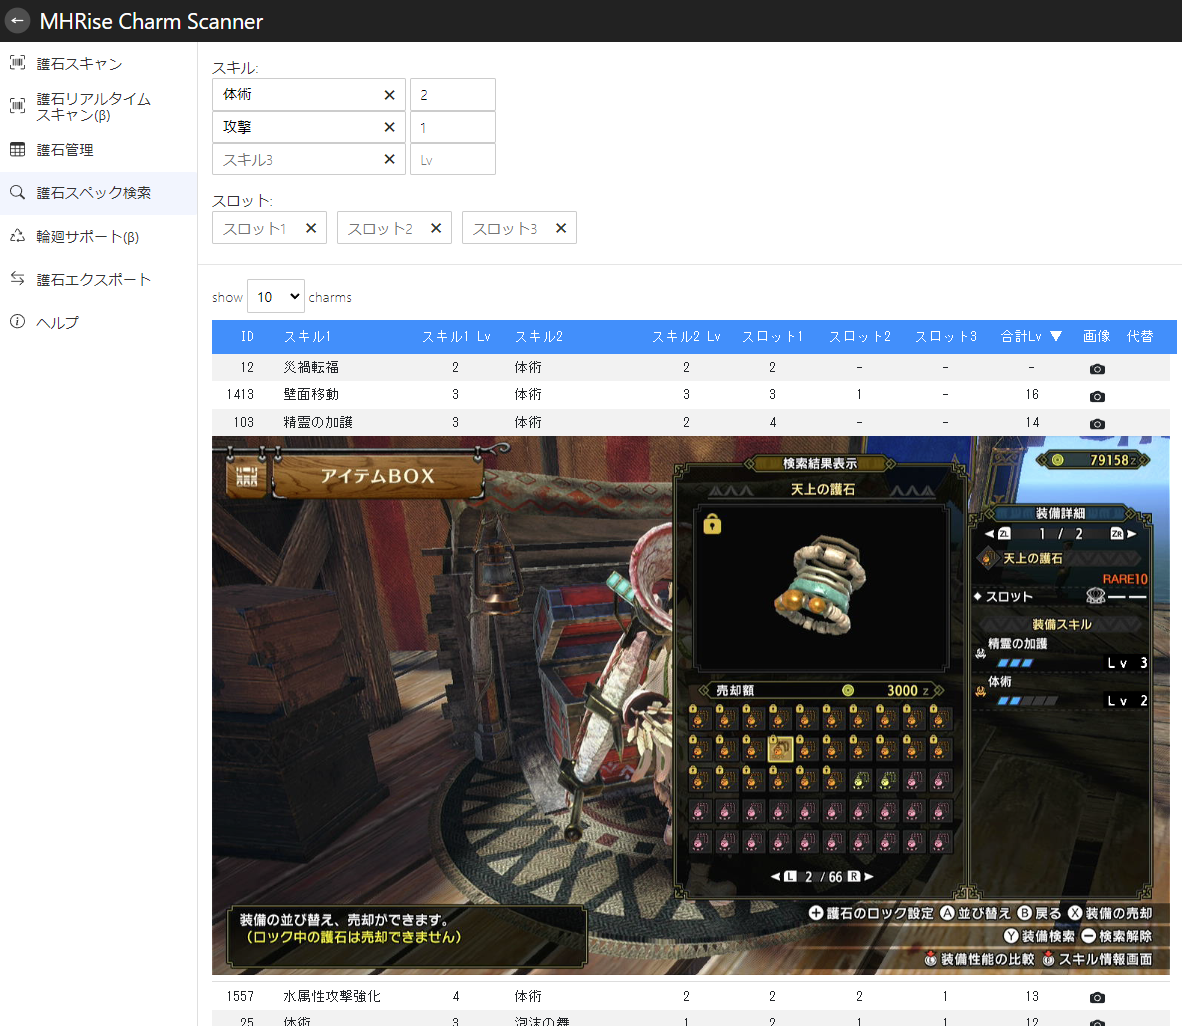 MHRise Charm Scanner
護石スキャン
護石リアルタイム
スキャン(β)
護石管理
護石スペック検索
輪廻サポート(β)
護石エクスポート
ヘルプ
スキル:
体術 2
攻撃 1
スキル3 Lv
スロット:
スロット1 スロット2 スロット3
show 10 charms
ID スキル1 スキル1 Lv スキル2 スキル2 Lv スロット1 スロット2 スロット3 合計Lv ▼ 画像 代替
12 災禍転福 2 体術 2 2 - - -
1413 壁面移動 3 体術 3 3 1 - 16
103 精霊の加護 3 体術 2 4 - - 14
アイテムBOX
検索結果表示
天上の護石
売却額 3000 z
L 2 / 66 R
79158 z
装備詳細
ZL 1 / 2 ZR
天上の護石
RARE10
スロット
装備スキル
精霊の加護
Lv 3
体術
Lv 2
装備の並び替え、売却ができます。
(ロック中の護石は売却できません)
護石のロック設定 A 並び替え B 戻る X 装備の売却
Y 装備検索 検索解除
装備性能の比較 スキル情報画面
1557 水属性攻撃強化 4 体術 2 2 2 1 13
25 体術 3 泡沫の舞 1 2 1 1 12